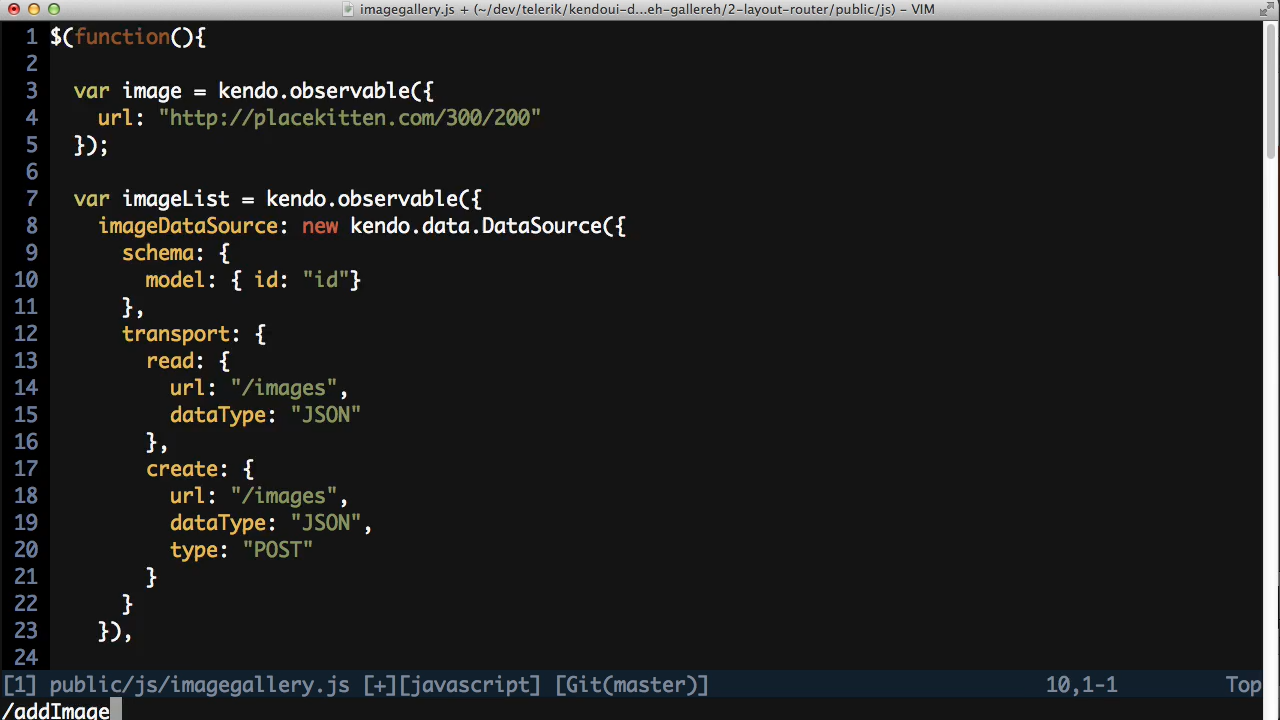 imagegallery.js + (~/dev/telerik/kendoui-d...eh-gallereh/2-layout-router/public/js) - VIM
1 $(function(){
2
3 var image = kendo.observable({
4 url: "http://placekitten.com/300/200"
5 });
6
7 var imageList = kendo.observable({
8 imageDataSource: new kendo.data.DataSource({
9 schema: {
10 model: { id: "id"}
11 },
12 transport: {
13 read: {
14 url: "/images",
15 dataType: "JSON"
16 },
17 create: {
18 url: "/images",
19 dataType: "JSON",
20 type: "POST"
21 }
22 }
23 }),
24
[1] public/js/imagegallery.js [+][javascript] [Git(master)] 10,1-1 Top
/addImage